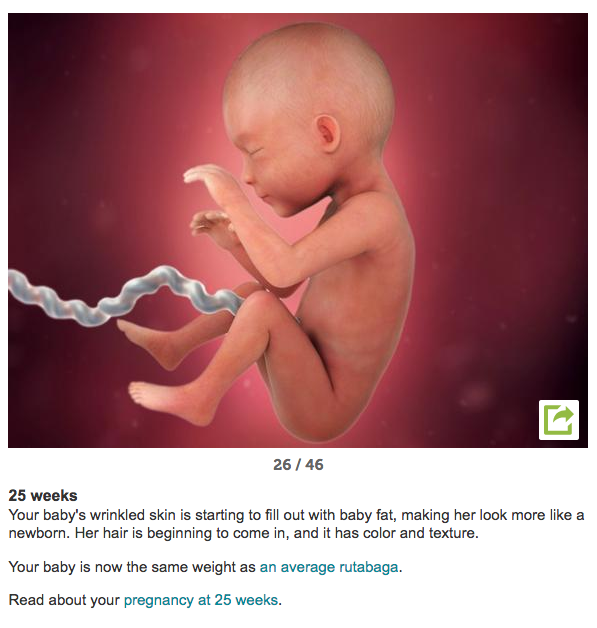 26 / 46
25 weeks
Your baby's wrinkled skin is starting to fill out with baby fat, making her look more like a
newborn. Her hair is beginning to come in, and it has color and texture.
Your baby is now the same weight as an average rutabaga.
Read about your pregnancy at 25 weeks.